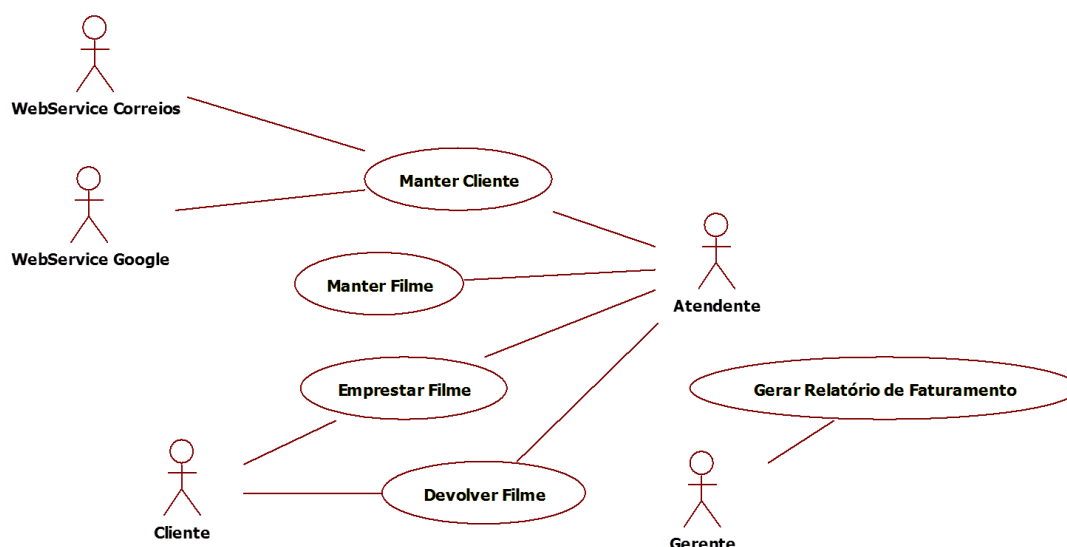 WebService Correios
Manter Cliente
WebService Google
Manter Filme
Atendente
Emprestar Filme
Gerar Relatório de Faturamento
Devolver Filme
Cliente
Gerente